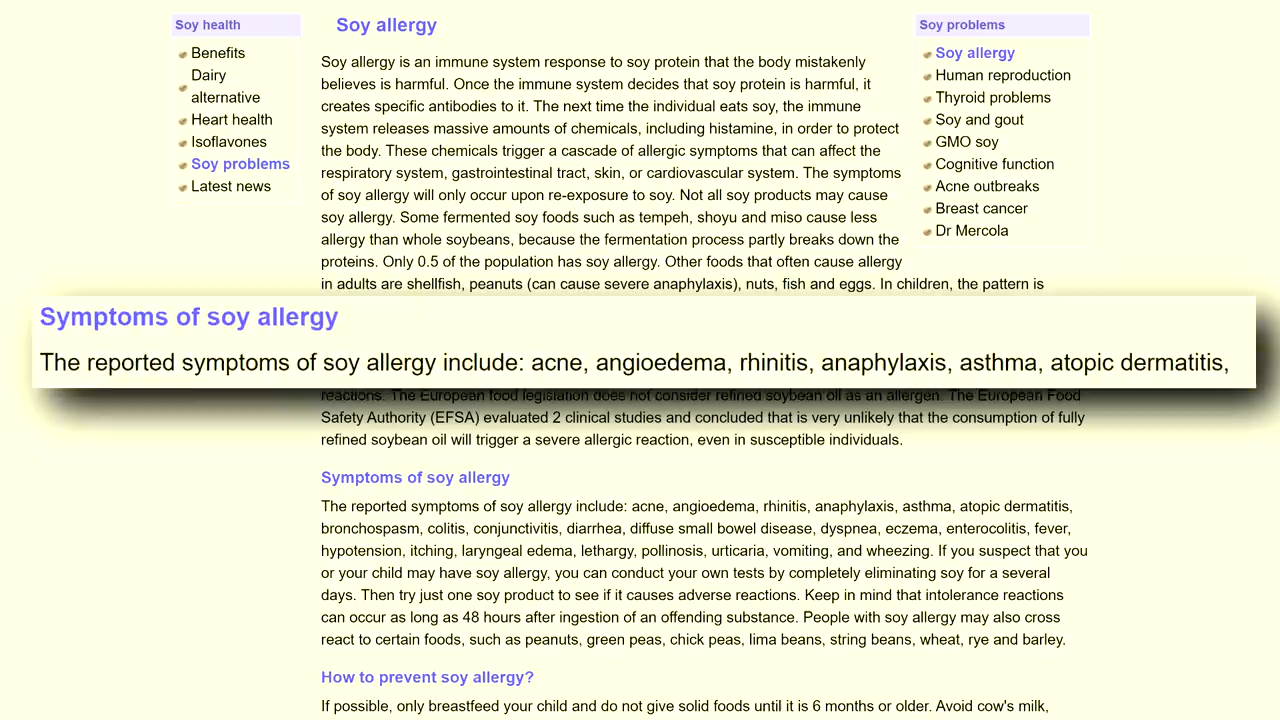 Soy health
Benefits
Dairy
alternative
Heart health
Isoflavones
Soy problems
Latest news
Soy allergy
Soy allergy is an immune system response to soy protein that the body mistakenly
believes is harmful. Once the immune system decides that soy protein is harmful, it
creates specific antibodies to it. The next time the individual eats soy, the immune
system releases massive amounts of chemicals, including histamine, in order to protect
the body. These chemicals trigger a cascade of allergic symptoms that can affect the
respiratory system, gastrointestinal tract, skin, or cardiovascular system. The symptoms
of soy allergy will only occur upon re-exposure to soy. Not all soy products may cause
soy allergy. Some fermented soy foods such as tempeh, shoyu and miso cause less
allergy than whole soybeans, because the fermentation process partly breaks down the
proteins. Only 0.5 of the population has soy allergy. Other foods that often cause allergy
in adults are shellfish, peanuts (can cause severe anaphylaxis), nuts, fish and eggs. In children, the pattern is
Soy problems
Soy allergy
Human reproduction
Thyroid problems
Soy and gout
GMO soy
Cognitive function
Acne outbreaks
Breast cancer
Dr Mercola
Symptoms of soy allergy
The reported symptoms of soy allergy include: acne, angioedema, rhinitis, anaphylaxis, asthma, atopic dermatitis,
reactions. The European food legislation does not consider refined soybean oil as an allergen. The European Food
Safety Authority (EFSA) evaluated 2 clinical studies and concluded that is very unlikely that the consumption of fully
refined soybean oil will trigger a severe allergic reaction, even in susceptible individuals.
Symptoms of soy allergy
The reported symptoms of soy allergy include: acne, angioedema, rhinitis, anaphylaxis, asthma, atopic dermatitis,
bronchospasm, colitis, conjunctivitis, diarrhea, diffuse small bowel disease, dyspnea, eczema, enterocolitis, fever,
hypotension, itching, laryngeal edema, lethargy, pollinosis, urticaria, vomiting, and wheezing. If you suspect that you
or your child may have soy allergy, you can conduct your own tests by completely eliminating soy for a several
days. Then try just one soy product to see if it causes adverse reactions. Keep in mind that intolerance reactions
can occur as long as 48 hours after ingestion of an offending substance. People with soy allergy may also cross
react to certain foods, such as peanuts, green peas, chick peas, lima beans, string beans, wheat, rye and barley.
How to prevent soy allergy?
If possible, only breastfeed your child and do not give solid foods until it is 6 months or older. Avoid cow's milk,